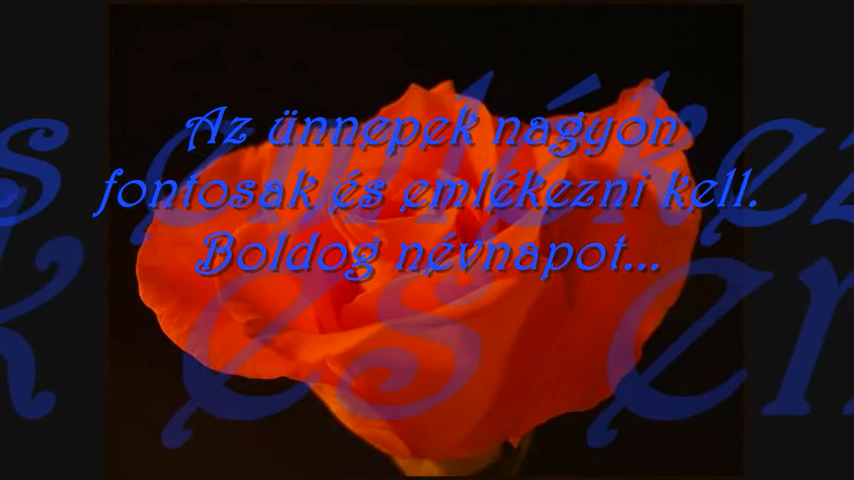 Az ünnepek nagyon
fontosak és emlékezni kell.
Boldog névnapot...